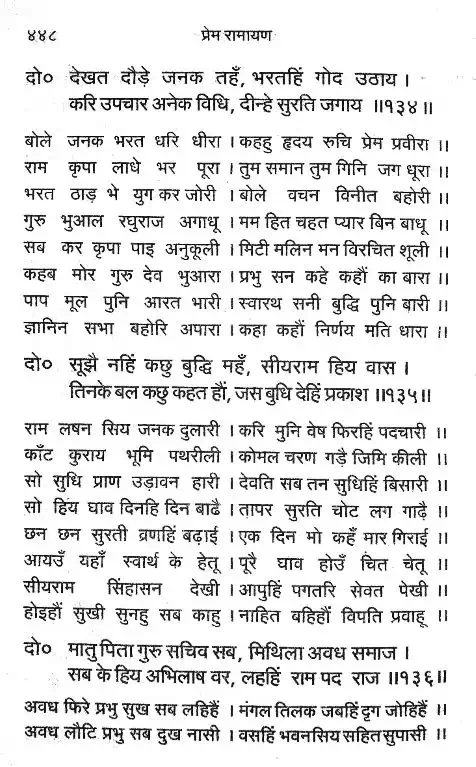 ४४८ प्रेम रामायण
दो० देखत दौड़े जनक तहँ, भरतहिं गोद उठाय ।
करि उपचार अनेक विधि, दीन्हे सुरति जगाय ॥१३४॥
बोले जनक भरत धरि धीरा । कहहु हृदय रुचि प्रेम प्रवीरा ॥
राम कृपा लाधे भर पूरा । तुम समान तुम गिनि जग धूरा ॥
भरत ठाड़ भे युग कर जोरी । बोले वचन विनीत बहोरी ॥
गुरु भुआल रघुराज अगाधू । मम हित चहत प्यार बिन बाधू ॥
सब कर कृपा पाइ अनुकूली । मिटी मलिन मन विरचित शूली ॥
कहब मोर गुरु देव भुआरा । प्रभु सन कहे कहौं का बारा ॥
पाप मूल पुनि आरत भारी । स्वारथ सनी बुद्धि पुनि बारी ॥
ज्ञानिन सभा बहोरि अपारा । कहा कहौं निर्णय मति धारा ॥
दो० सूझै नहिं कछु बुद्धि महँ, सीयराम हिय वास ।
तिनके बल कछु कहत हौं, जस बुधि देहिं प्रकाश ॥१३५॥
राम लषन सिय जनक दुलारी । करि मुनि वेष फिरहिं पदचारी ॥
काँट कुराय भूमि पथरीली । कोमल चरण गड़ै जिमि कीली ॥
सो सुधि प्राण उड़ावन हारी । देवति सब तन सुधिहिं बिसारी ॥
सो हिय घाव दिनहि दिन बाढै । तापर सुरति चोट लग गाढ़ै ॥
छन छन सुरती व्रणहिं बढ़ाई । एक दिन भो कहँ मार गिराई ॥
आयउँ यहाँ स्वार्थ के हेतू । पूरै घाव होउँ चित चेतू ॥
सीयराम सिंहासन देखी । आपुहिं पगतरि सेवत पेखी ॥
होइहौं सुखी सुनहु सब काहु । नाहित बहिहौं विपति प्रवाहू ॥
दो० मातु पिता गुरु सचिव सब, मिथिला अवध समाज ।
सब के हिय अभिलाष वर, लहहिं राम पद राज ॥१३६॥
अवध फिरे प्रभु सुख सब लहिहैं । मंगल तिलक जबहिं दृग जोहिहैं ॥
अवध लौटि प्रभु सब दुख नासी । वसहिं भवन सिय सहित सुपासी ॥